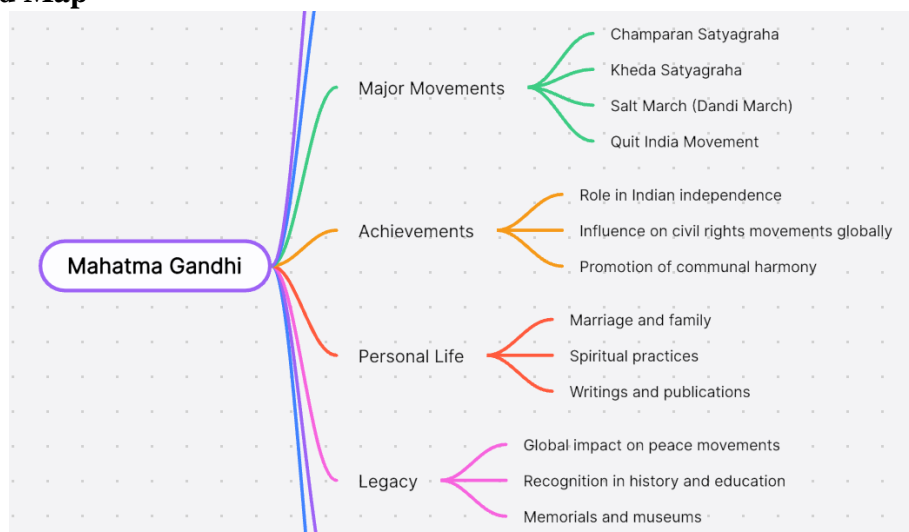 d Map
Mahatma Gandhi
Major Movements
Champaran Satyagraha
Kheda Satyagraha
Salt March (Dandi March)
Quit India Movement
Achievements
Role in Indian independence
Influence on civil rights movements globally
Promotion of communal harmony
Personal Life
Marriage and family
Spiritual practices
Writings and publications
Legacy
Global impact on peace movements
Recognition in history and education
Memorials and museums